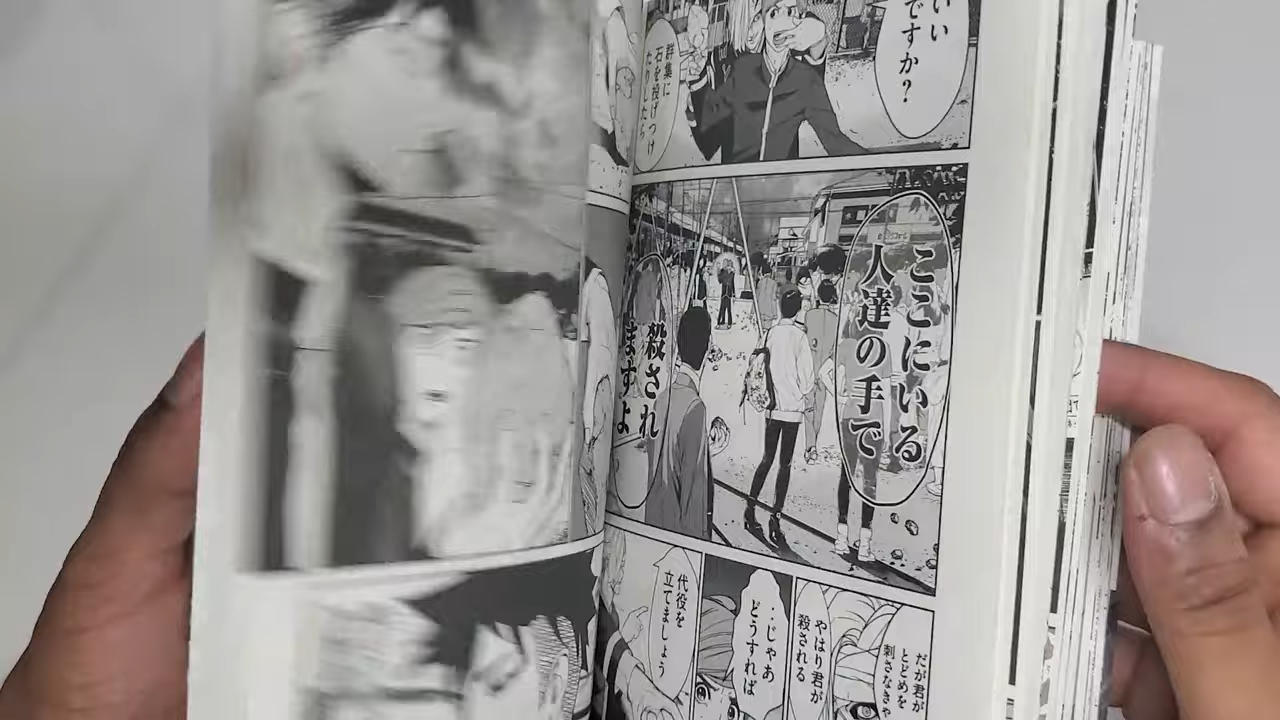 いい
ですか?
群集に
石を投げつけ
たりしたら
ここにいる
人達の手で
殺され
ますよ
だが君が
とどめを
刺さなきゃ
やはり君が
殺される
‥じゃあ
どうすれば
代役を
立てましょう